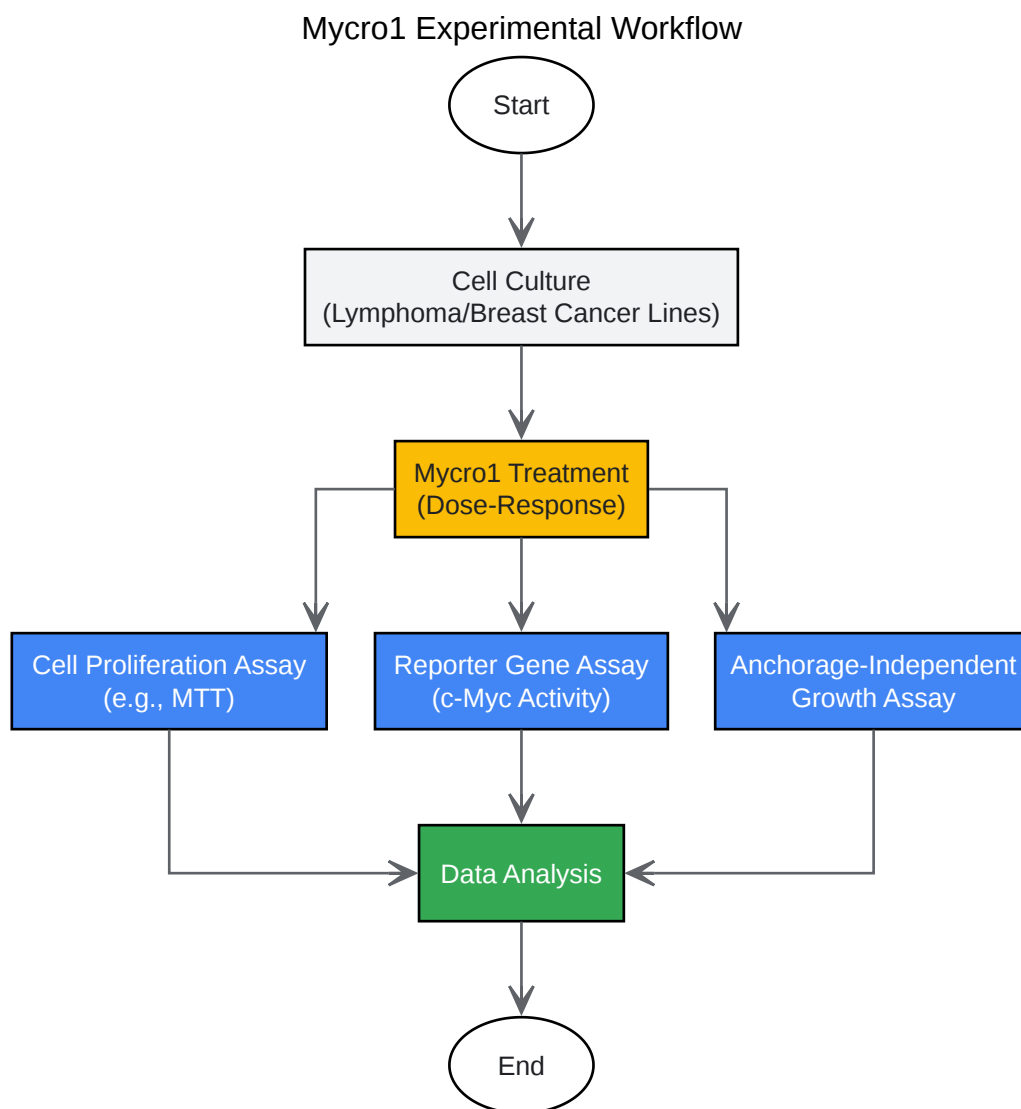 Mycro1 Experimental Workflow
Start
Cell Culture
(Lymphoma/Breast Cancer Lines)
Mycro1 Treatment
(Dose-Response)
Cell Proliferation Assay
(e.g., MTT)
Reporter Gene Assay
(c-Myc Activity)
Anchorage-Independent
Growth Assay
Data Analysis
End